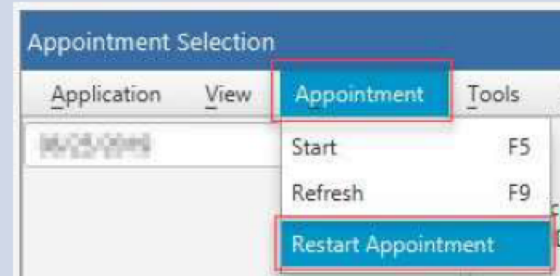 Appointment Selection
Application View Appointment Tools
Start F5
Refresh F9
Restart Appointment